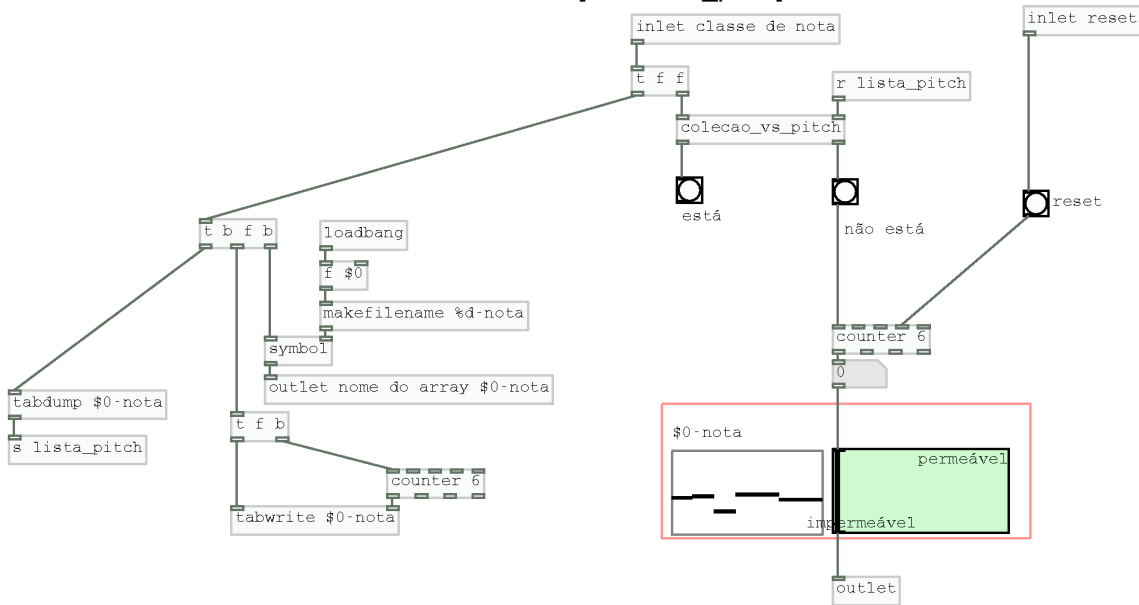 inlet classe de nota
inlet reset
t f f
r lista_pitch
colecao_vs_pitch
está
reset
t b f b
loadbang
não está
f $0
makefilename %d-nota
symbol
counter 6
0
outlet nome do array $0-nota
tabdump $0-nota
t f b
s lista_pitch
$0-nota
permeável
counter 6
tabwrite $0-nota
impermeável
outlet